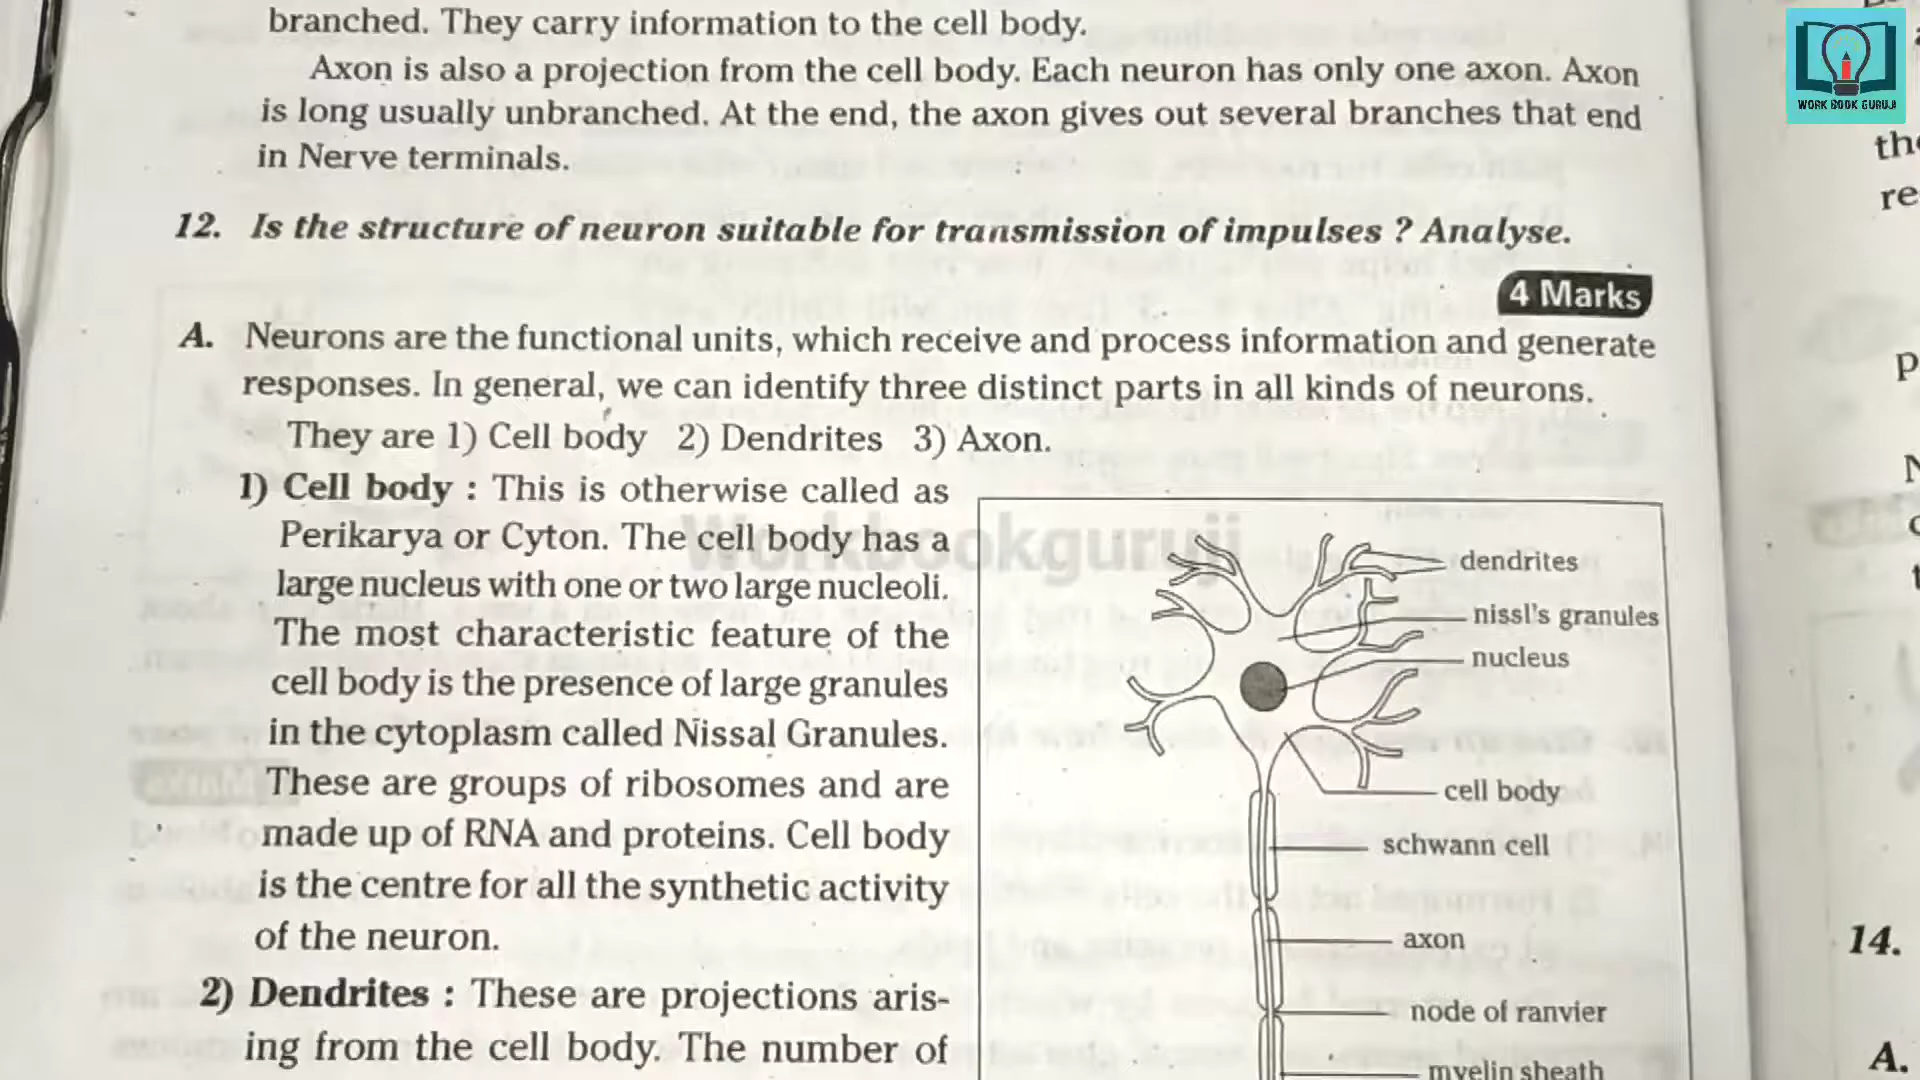 branched. They carry information to the cell body.
Axon is also a projection from the cell body. Each neuron has only one axon. Axon
is long usually unbranched. At the end, the axon gives out several branches that end
in Nerve terminals.
12. Is the structure of neuron suitable for transmission of impulses ? Analyse.
4 Marks
A. Neurons are the functional units, which receive and process information and generate
responses. In general, we can identify three distinct parts in all kinds of neurons.
They are 1) Cell body 2) Dendrites 3) Axon.
1) Cell body : This is otherwise called as
Perikarya or Cyton. The cell body has a
large nucleus with one or two large nucleoli.
The most characteristic feature of the
cell body is the presence of large granules
in the cytoplasm called Nissal Granules.
These are groups of ribosomes and are
made up of RNA and proteins. Cell body
is the centre for all the synthetic activity
of the neuron.
2) Dendrites : These are projections aris-
ing from the cell body. The number of
dendrites
nissl's granules
nucleus
cell body
schwann cell
axon
node of ranvier
myelin sheath
Workbookguruji
WORK BOOK GURUJI
re
14.
A.